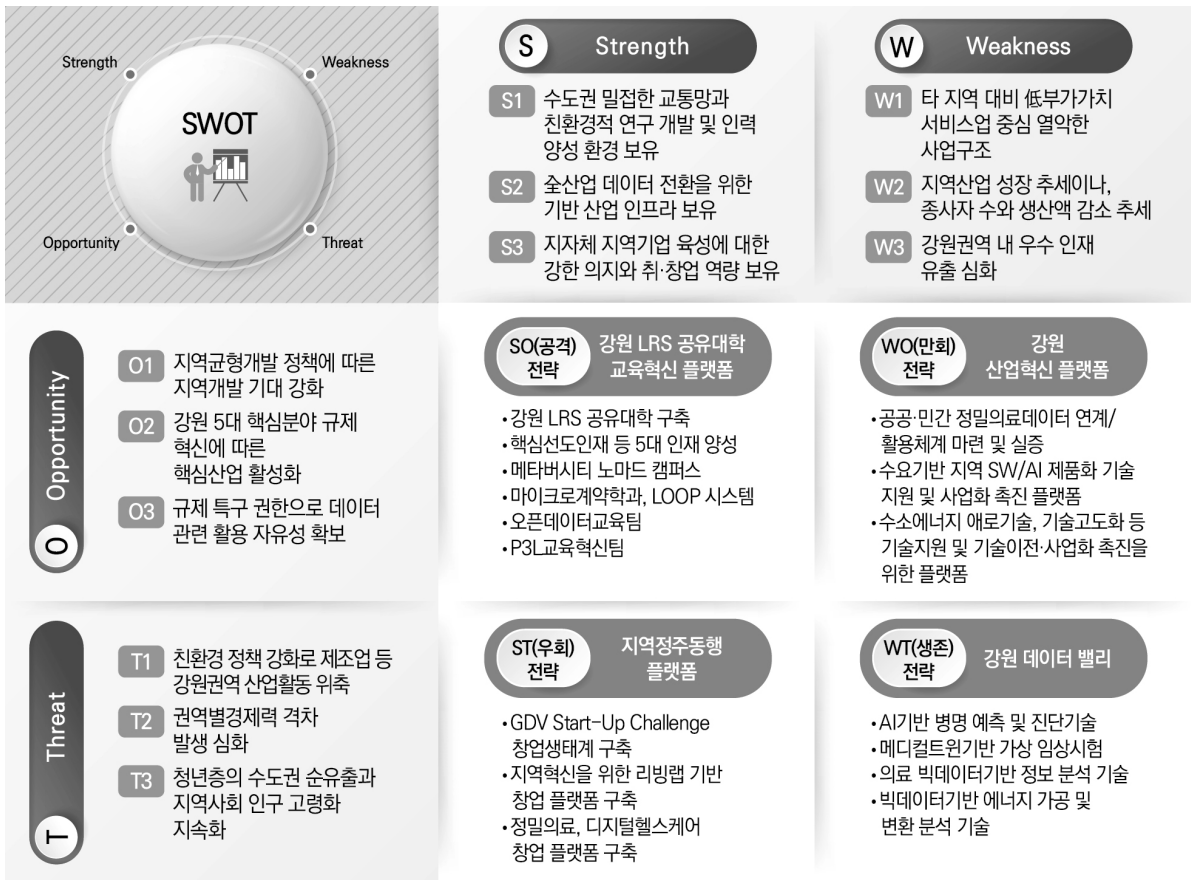 Strength
Weakness
SWOT
Opportunity
Threat
S Strength
S1 수도권 밀접한 교통망과
친환경적 연구 개발 및 인력
양성 환경 보유
S2 全산업 데이터 전환을 위한
기반 산업 인프라 보유
S3 지자체 지역기업 육성에 대한
강한 의지와 취·창업 역량 보유
W Weakness
W1 타 지역 대비 低부가가치
서비스업 중심 열악한
사업구조
W2 지역산업 성장 추세이나,
종사자 수와 생산액 감소 추세
W3 강원권역 내 우수 인재
유출 심화
O Opportunity
O1 지역균형개발 정책에 따른
지역개발 기대 강화
O2 강원 5대 핵심분야 규제
혁신에 따른
핵심산업 활성화
O3 규제 특구 권한으로 데이터
관련 활용 자유성 확보
SO(공격)
전략
강원 LRS 공유대학
교육혁신 플랫폼
•강원 LRS 공유대학 구축
•핵심선도인재 등 5대 인재 양성
•메타버시티 노마드 캠퍼스
•마이크로계약학과, LOOP 시스템
•오픈데이터교육팀
•P3L교육혁신팀
WO(만회)
전략
강원
산업혁신 플랫폼
•공공·민간 정밀의료데이터 연계/
활용체계 마련 및 실증
•수요기반 지역 SW/AI 제품화 기술
지원 및 사업화 촉진 플랫폼
•수소에너지 애로기술, 기술고도화 등
기술지원 및 기술이전·사업화 촉진을
위한 플랫폼
T Threat
T1 친환경 정책 강화로 제조업 등
강원권역 산업활동 위축
T2 권역별경제력 격차
발생 심화
T3 청년층의 수도권 순유출과
지역사회 인구 고령화
지속화
ST(우회)
전략
지역정주동행
플랫폼
•GDV Start-Up Challenge
창업생태계 구축
•지역혁신을 위한 리빙랩 기반
창업 플랫폼 구축
•정밀의료, 디지털헬스케어
창업 플랫폼 구축
WT(생존)
전략
강원 데이터 밸리
•AI기반 병명 예측 및 진단기술
•메디컬트윈기반 가상 임상시험
•의료 빅데이터기반 정보 분석 기술
•빅데이터기반 에너지 가공 및
변환 분석 기술